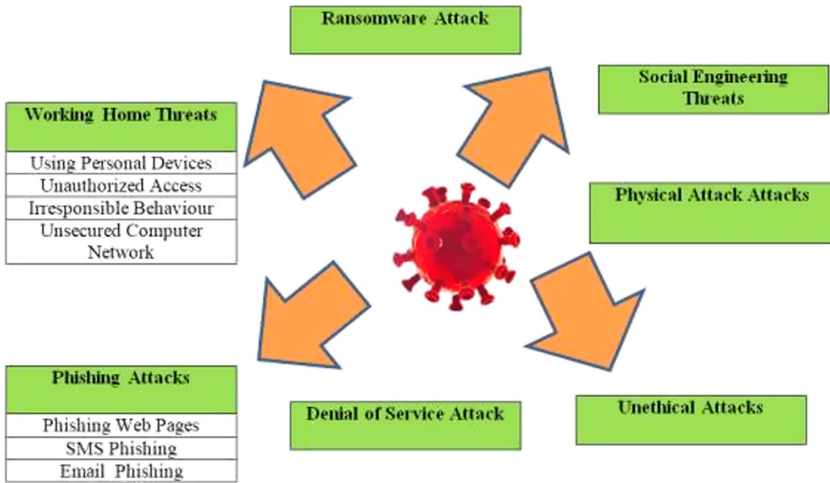 Ransomware Attack
Social Engineering
Threats
Working Home Threats
Using Personal Devices
Unauthorized Access
Irresponsible Behaviour
Unsecured Computer
Network
Physical Attack Attacks
Phishing Attacks
Phishing Web Pages
SMS Phishing
Email Phishing
Denial of Service Attack
Unethical Attacks